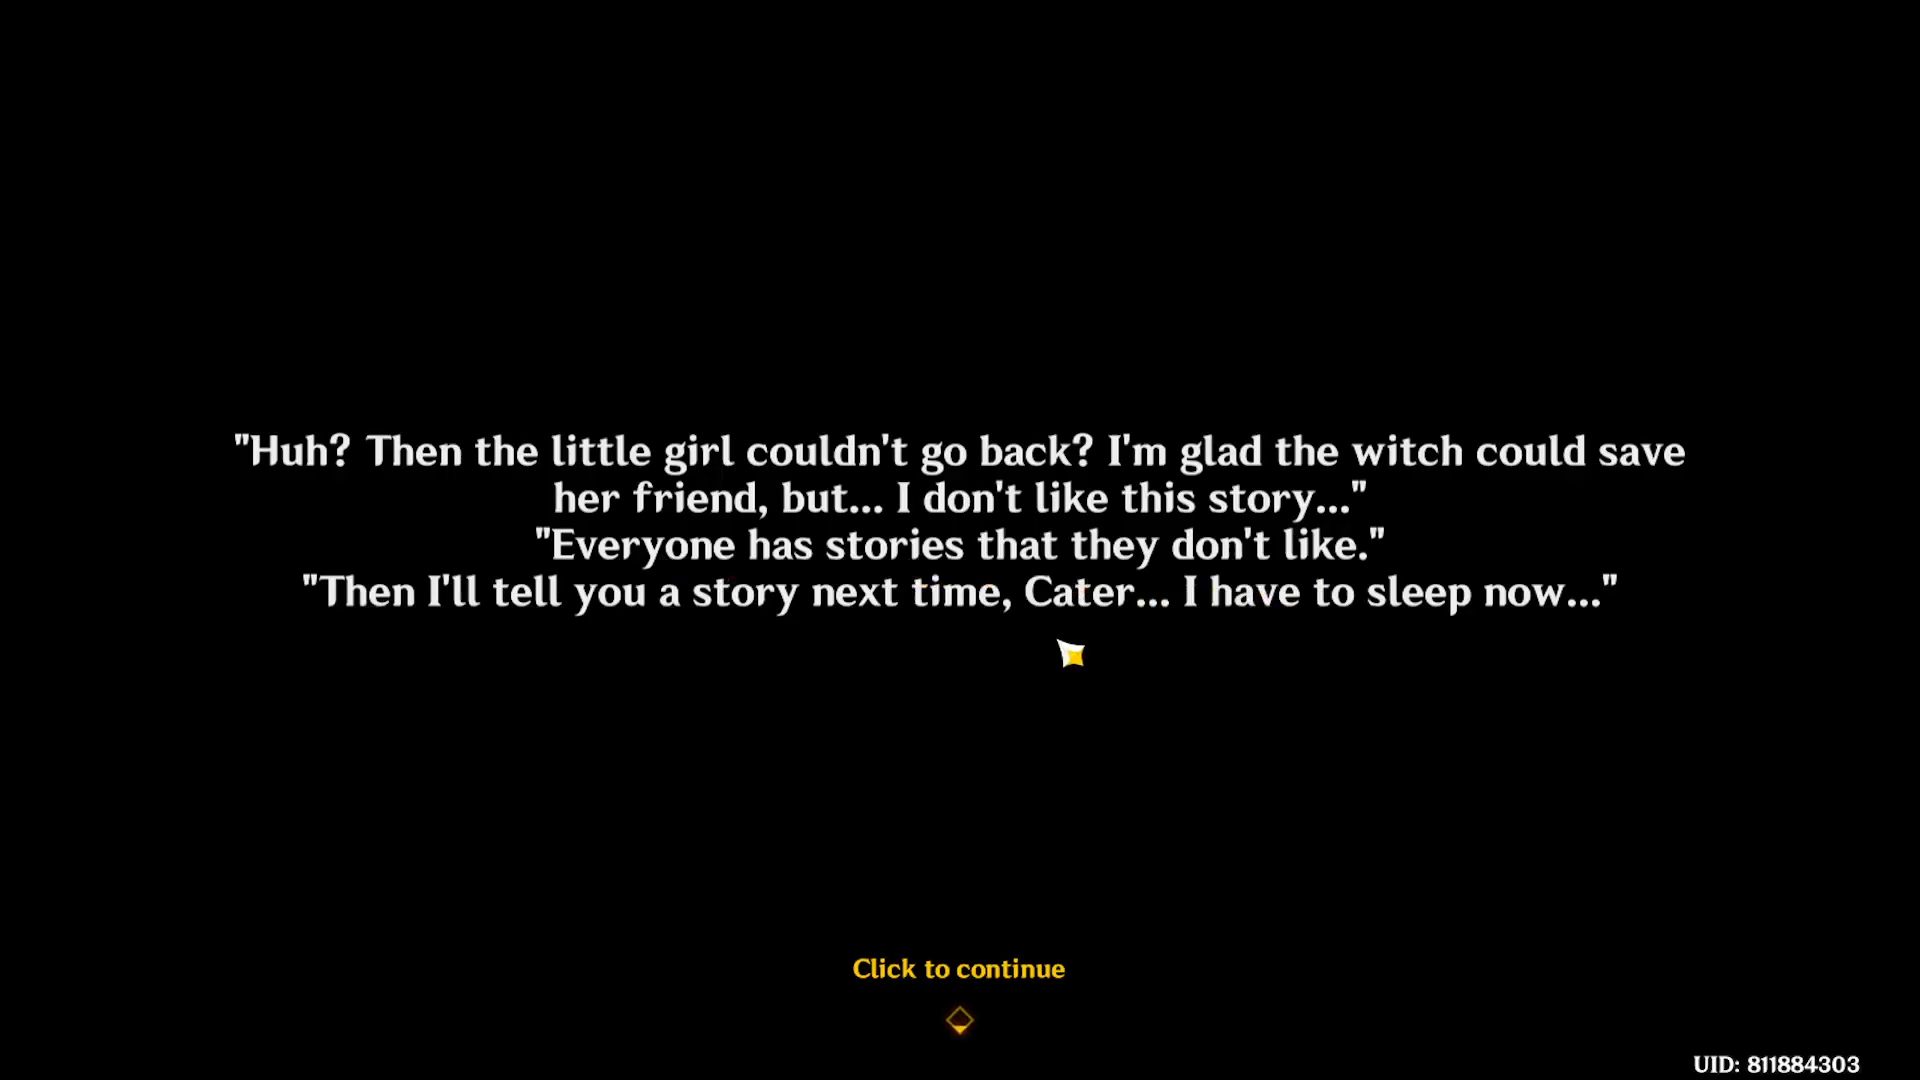 "Huh? Then the little girl couldn't go back? I'm glad the witch could save
her friend, but... I don't like this story..."
"Everyone has stories that they don't like."
"Then I'll tell you a story next time, Cater... I have to sleep now..."
Click to continue
UID: 811884303